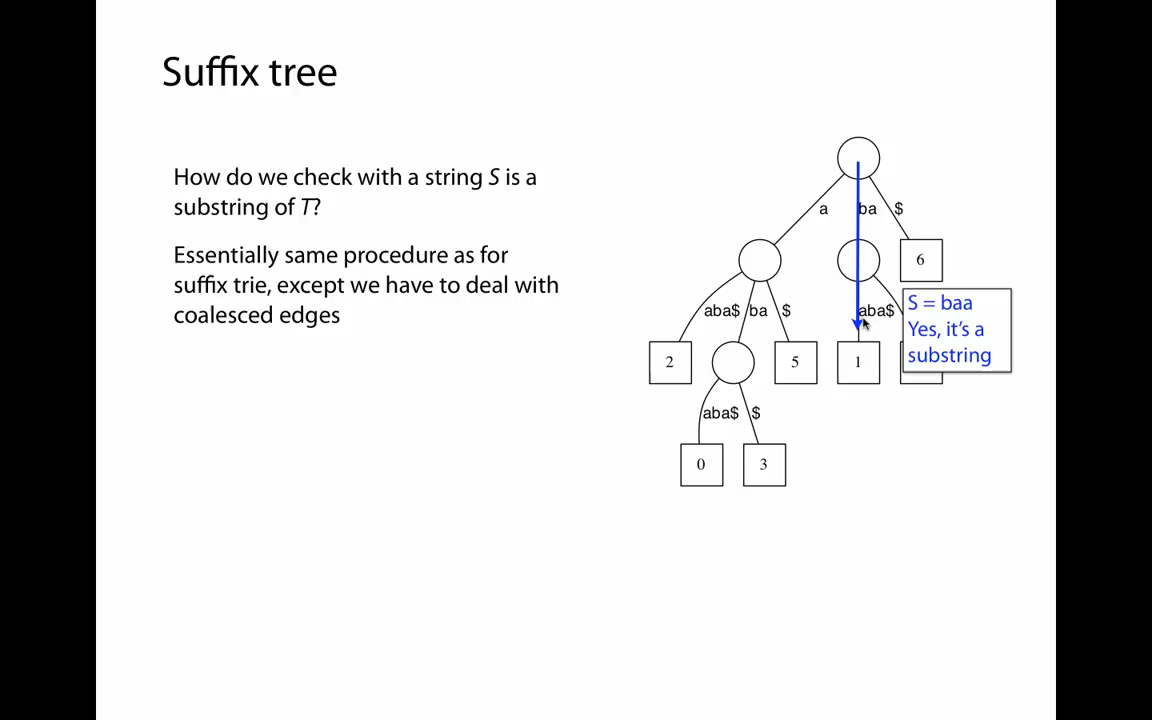 Suffix tree
How do we check with a string S is a
substring of T?
Essentially same procedure as for
suffix trie, except we have to deal with
coalesced edges
a
ba
$
6
aba$
ba
$
aba$
S = baa
Yes, it's a
substring
2
5
1
aba$
$
0
3